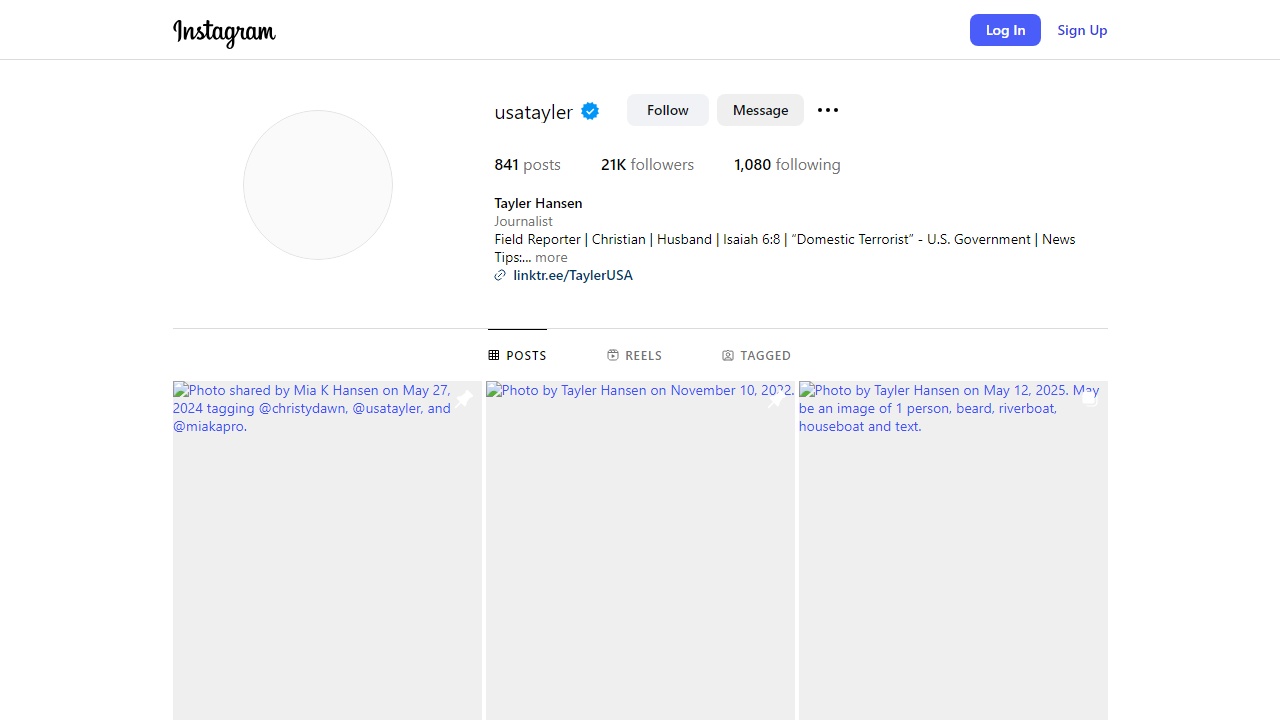 Instagram
Log In
Sign Up
usatayler
Follow
Message
841 posts
21K followers
1,080 following
Tayler Hansen
Journalist
Field Reporter | Christian | Husband | Isaiah 6:8 | “Domestic Terrorist” - U.S. Government | News
Tips:... more
linktr.ee/TaylerUSA
POSTS
REELS
TAGGED
Photo shared by Mia K Hansen on May 27,
2024 tagging @christydawn, @usatayler, and
@miakapro.
Photo by Tayler Hansen on November 10, 2022.
Photo by Tayler Hansen on May 12, 2025. May
be an image of 1 person, beard, riverboat,
houseboat and text.